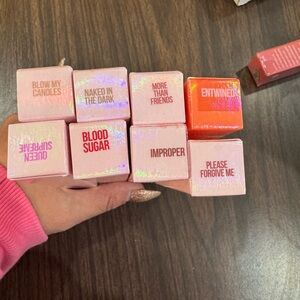 BLOW MY
CANDLES
NAKED IN
THE DARK
MORE
THAN
FRIENDS
ENTWINED
QUEEN
SUPREME
BLOOD
SUGAR
IMPROPER
PLEASE
FORGIVE ME